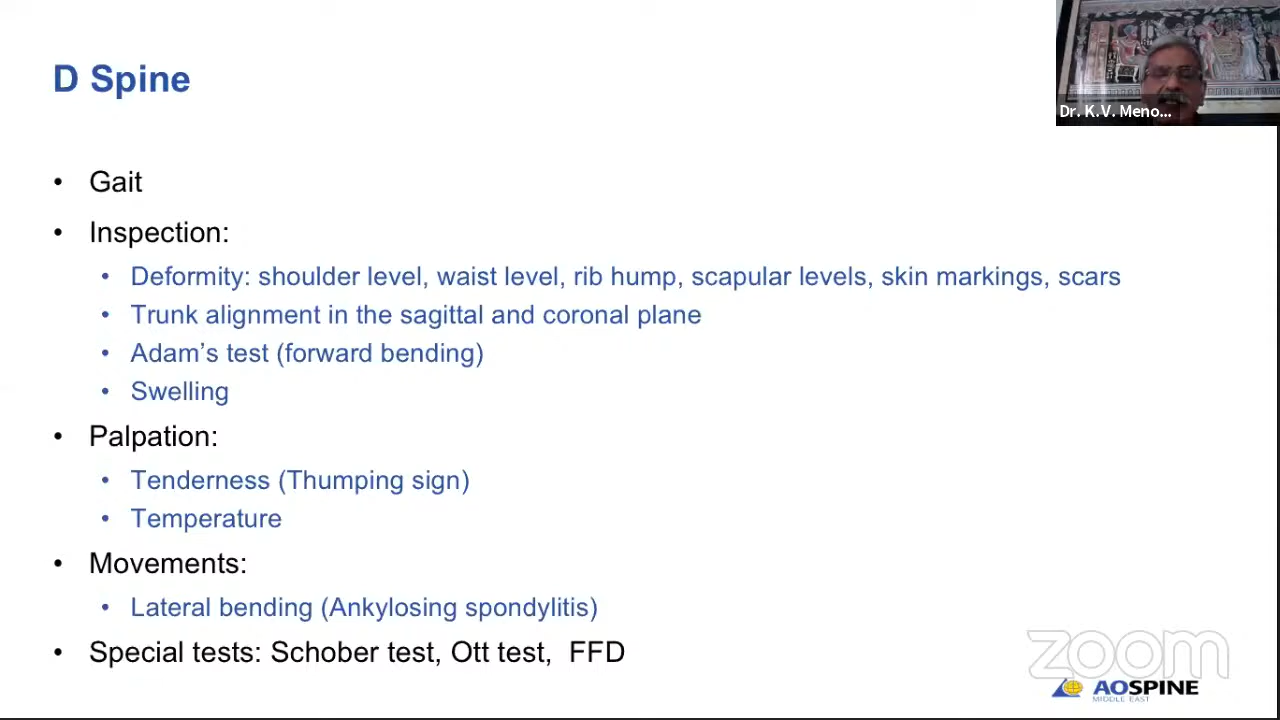 D Spine
Dr. K.V. Meno...
• Gait
• Inspection:
• Deformity: shoulder level, waist level, rib hump, scapular levels, skin markings, scars
• Trunk alignment in the sagittal and coronal plane
• Adam’s test (forward bending)
• Swelling
• Palpation:
• Tenderness (Thumping sign)
• Temperature
• Movements:
• Lateral bending (Ankylosing spondylitis)
• Special tests: Schober test, Ott test,  FFD
zoom
AOSPINE
MIDDLE EAST